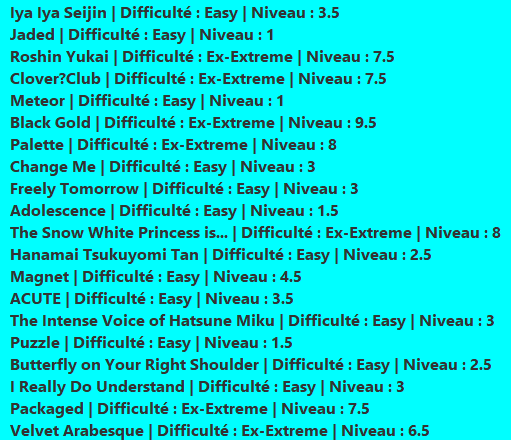 Iya Iya Seijin | Difficulté : Easy | Niveau : 3.5
Jaded | Difficulté : Easy | Niveau : 1
Roshin Yukai | Difficulté : Ex-Extreme | Niveau : 7.5
Clover?Club | Difficulté : Ex-Extreme | Niveau : 7.5
Meteor | Difficulté : Easy | Niveau : 1
Black Gold | Difficulté : Ex-Extreme | Niveau : 9.5
Palette | Difficulté : Ex-Extreme | Niveau : 8
Change Me | Difficulté : Easy | Niveau : 3
Freely Tomorrow | Difficulté : Easy | Niveau : 3
Adolescence | Difficulté : Easy | Niveau : 1.5
The Snow White Princess is... | Difficulté : Ex-Extreme | Niveau : 8
Hanamai Tsukuyomi Tan | Difficulté : Easy | Niveau : 2.5
Magnet | Difficulté : Easy | Niveau : 4.5
ACUTE | Difficulté : Easy | Niveau : 3.5
The Intense Voice of Hatsune Miku | Difficulté : Easy | Niveau : 3
Puzzle | Difficulté : Easy | Niveau : 1.5
Butterfly on Your Right Shoulder | Difficulté : Easy | Niveau : 2.5
I Really Do Understand | Difficulté : Easy | Niveau : 3
Packaged | Difficulté : Ex-Extreme | Niveau : 7.5
Velvet Arabesque | Difficulté : Ex-Extreme | Niveau : 6.5